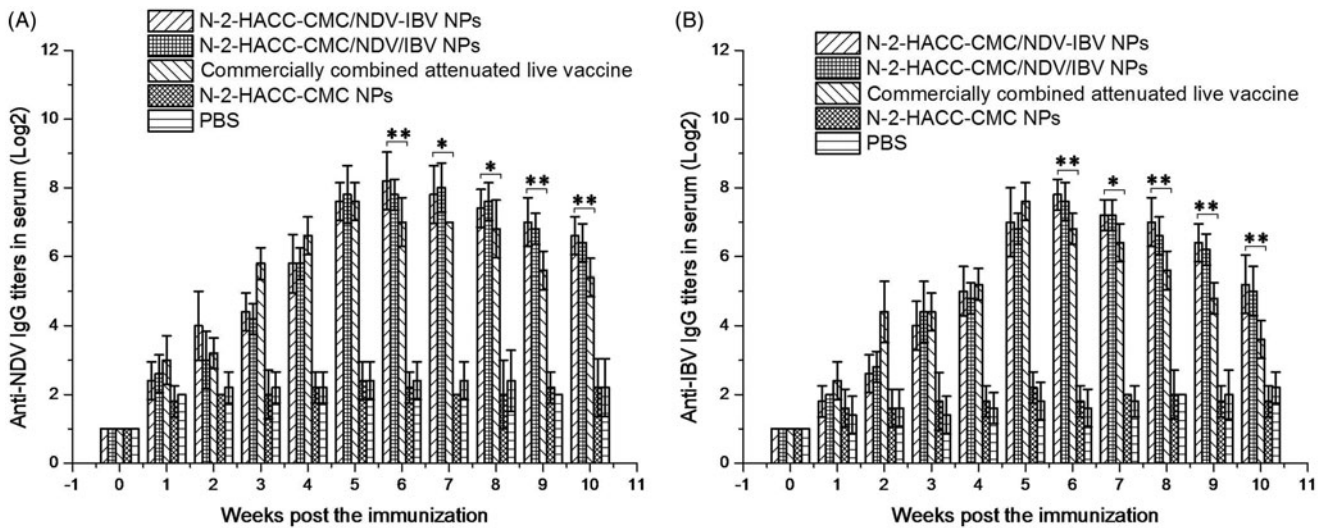 (A)
N-2-HACC-CMC/NDV-IBV NPs
N-2-HACC-CMC/NDV/IBV NPs
Commercially combined attenuated live vaccine
N-2-HACC-CMC NPs
PBS
Anti-NDV IgG titers in serum (Log2)
12
10
8
6
4
2
0
** * * ** **
-1 0 1 2 3 4 5 6 7 8 9 10 11
Weeks post the immunization
(B)
N-2-HACC-CMC/NDV-IBV NPs
N-2-HACC-CMC/NDV/IBV NPs
Commercially combined attenuated live vaccine
N-2-HACC-CMC NPs
PBS
Anti-IBV IgG titers in serum (Log2)
12
10
8
6
4
2
0
** * ** ** **
-1 0 1 2 3 4 5 6 7 8 9 10 11
Weeks post the immunization